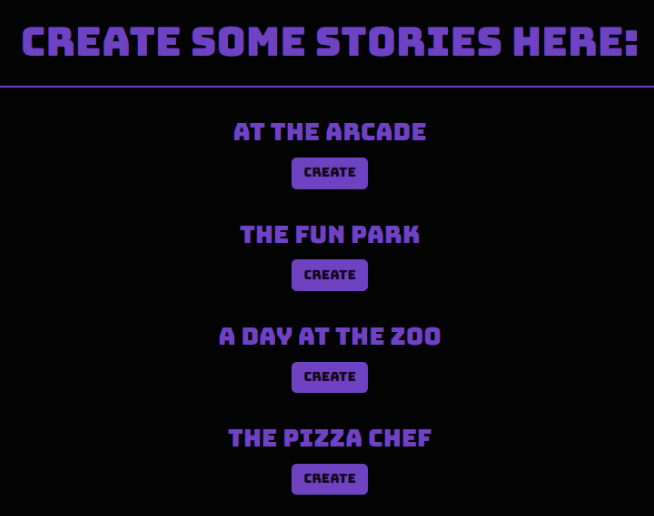 CREATE SOME STORIES HERE:
AT THE ARCADE
CREATE
THE FUN PARK
CREATE
A DAY AT THE ZOO
CREATE
THE PIZZA CHEF
CREATE